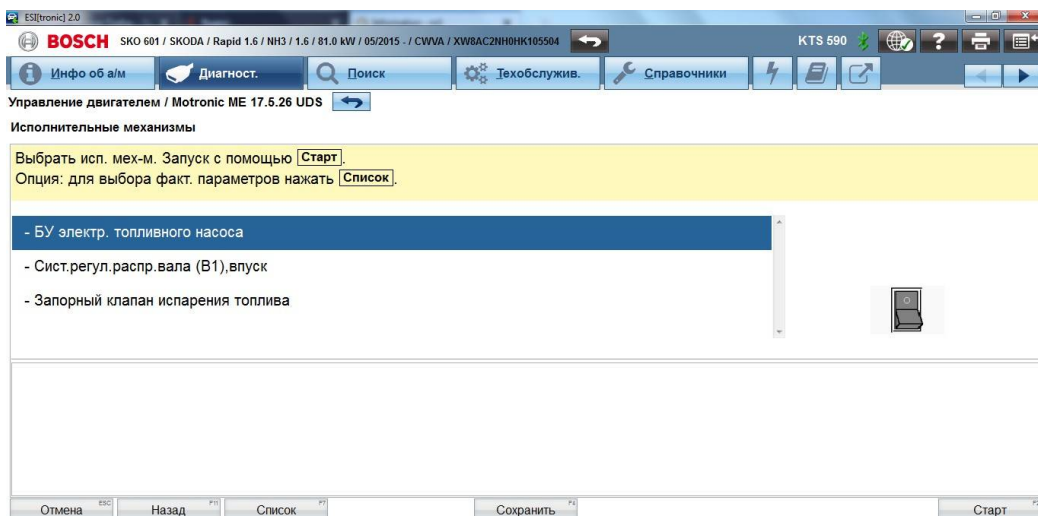 ESI[tronic] 2.0
BOSCH SKO 601 / SKODA / Rapid 1.6 / NH3 / 1.6 / 81.0 kW / 05/2015 - / CWVA / XW8AC2NH0HK105504 KTS 590 ?
Инфо об а/м Диагност. Поиск Техобслужив. Справочники
Управление двигателем / Motronic ME 17.5.26 UDS
Исполнительные механизмы
Выбрать исп. мех-м. Запуск с помощью Старт.
Опция: для выбора факт. параметров нажать Список.
- БУ электр. топливного насоса
- Сист.регул.распр.вала (B1),впуск
- Запорный клапан испарения топлива
Отмена ESC Назад F11 Список F7 Сохранить Старт